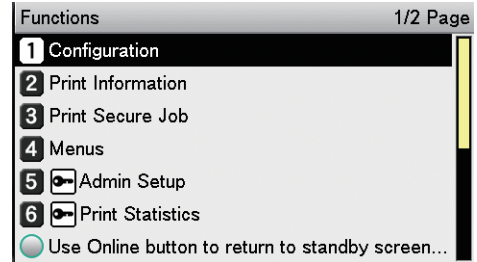 Functions 1/2 Page
1 Configuration
2 Print Information
3 Print Secure Job
4 Menus
5 Admin Setup
6 Print Statistics
Use Online button to return to standby screen...